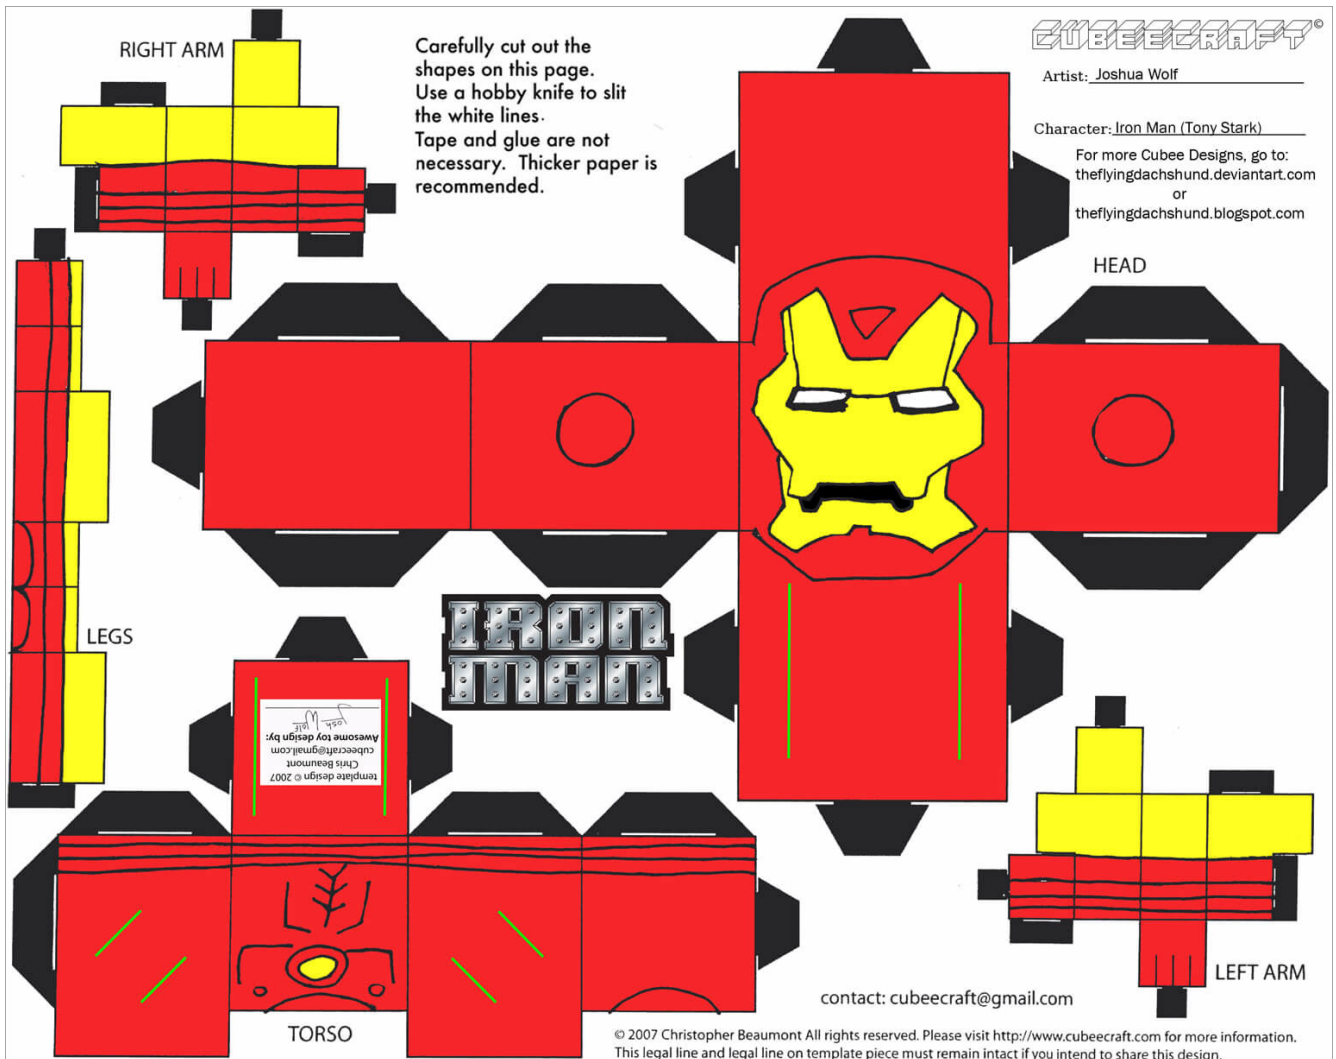 RIGHT ARM
Carefully cut out the
shapes on this page.
Use a hobby knife to slit
the white lines.
Tape and glue are not
necessary. Thicker paper is
recommended.
CUBEECRAFT©
Artist: Joshua Wolf
Character: Iron Man (Tony Stark)
For more Cubee Designs, go to:
theflyingdachshund.deviantart.com
or
theflyingdachshund.blogspot.com
HEAD
LEGS
IRON
MAN
template design © 2007
Chris Beaumont
cubeecraft@gmail.com
Awesome toy design by:
Josh Wolf
LEFT ARM
TORSO
contact: cubeecraft@gmail.com
© 2007 Christopher Beaumont All rights reserved. Please visit http://www.cubeecraft.com for more information.
This legal line and legal line on template piece must remain intact if you intend to share this design.